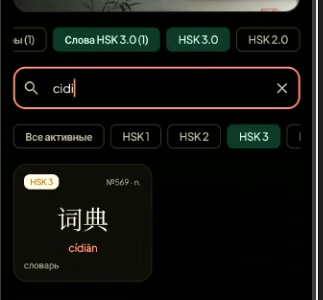 ы (1) Слова HSK 3.0 (1) HSK 3.0 HSK 2.0
cidi
Все активные HSK 1 HSK 2 HSK 3
HSK 3 №569 · n.
词典
cídiǎn
словарь